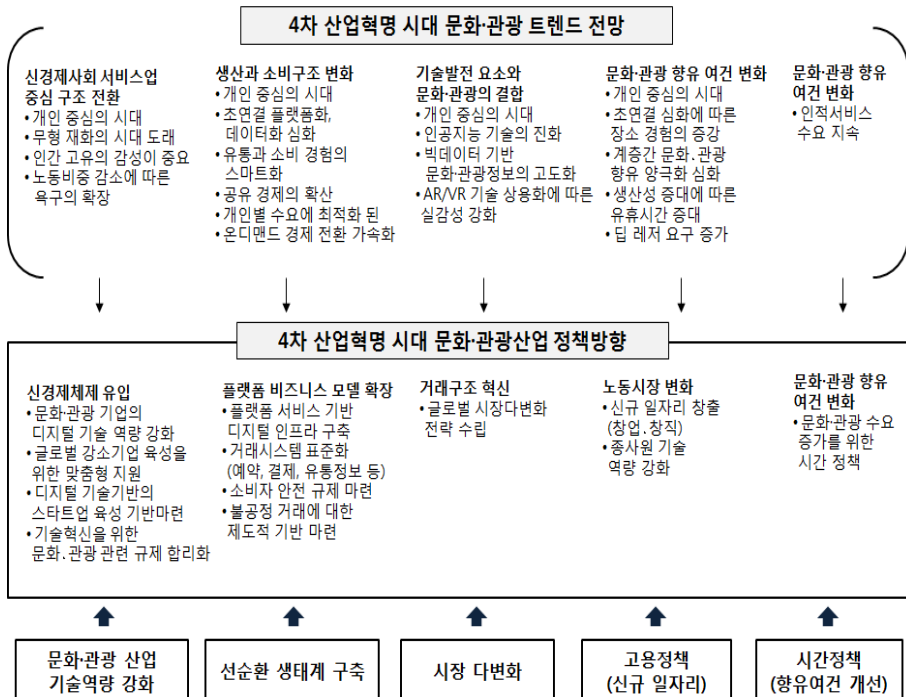 4차 산업혁명 시대 문화·관광 트렌드 전망
신경제사회 서비스업
중심 구조 전환
• 개인 중심의 시대
• 무형 재화의 시대 도래
• 인간 고유의 감성이 중요
• 노동비중 감소에 따른
욕구의 확장
생산과 소비구조 변화
• 개인 중심의 시대
• 초연결 플랫폼화,
데이터화 심화
• 유통과 소비 경험의
스마트화
• 공유 경제의 확산
• 개인별 수요에 최적화 된
• 온디맨드 경제 전환 가속화
기술발전 요소와
문화·관광의 결합
• 개인 중심의 시대
• 인공지능 기술의 진화
• 빅데이터 기반
문화·관광정보의 고도화
• AR/VR 기술 상용화에 따른
실감성 강화
문화·관광 향유 여건 변화
• 개인 중심의 시대
• 초연결 심화에 따른
장소 경험의 증강
• 계층간 문화.관광
향유 양극화 심화
• 생산성 증대에 따른
유휴시간 증대
• 딥 레저 요구 증가
문화·관광 향유
여건 변화
• 인적서비스
수요 지속
4차 산업혁명 시대 문화·관광산업 정책방향
신경제체제 유입
• 문화·관광 기업의
디지털 기술 역량 강화
• 글로벌 강소기업 육성을
위한 맞춤형 지원
• 디지털 기술기반의
스타트업 육성 기반마련
• 기술혁신을 위한
문화.관광 관련 규제 합리화
플랫폼 비즈니스 모델 확장
• 플랫폼 서비스 기반
디지털 인프라 구축
• 거래시스템 표준화
(예약, 결제, 유통정보 등)
• 소비자 안전 규제 마련
• 불공정 거래에 대한
제도적 기반 마련
거래구조 혁신
• 글로벌 시장다변화
전략 수립
노동시장 변화
• 신규 일자리 창출
(창업.창직)
• 종사원 기술
역량 강화
문화·관광 향유
여건 변화
• 문화·관광 수요
증가를 위한
시간 정책
문화·관광 산업
기술역량 강화
선순환 생태계 구축
시장 다변화
고용정책
(신규 일자리)
시간정책
(향유여건 개선)